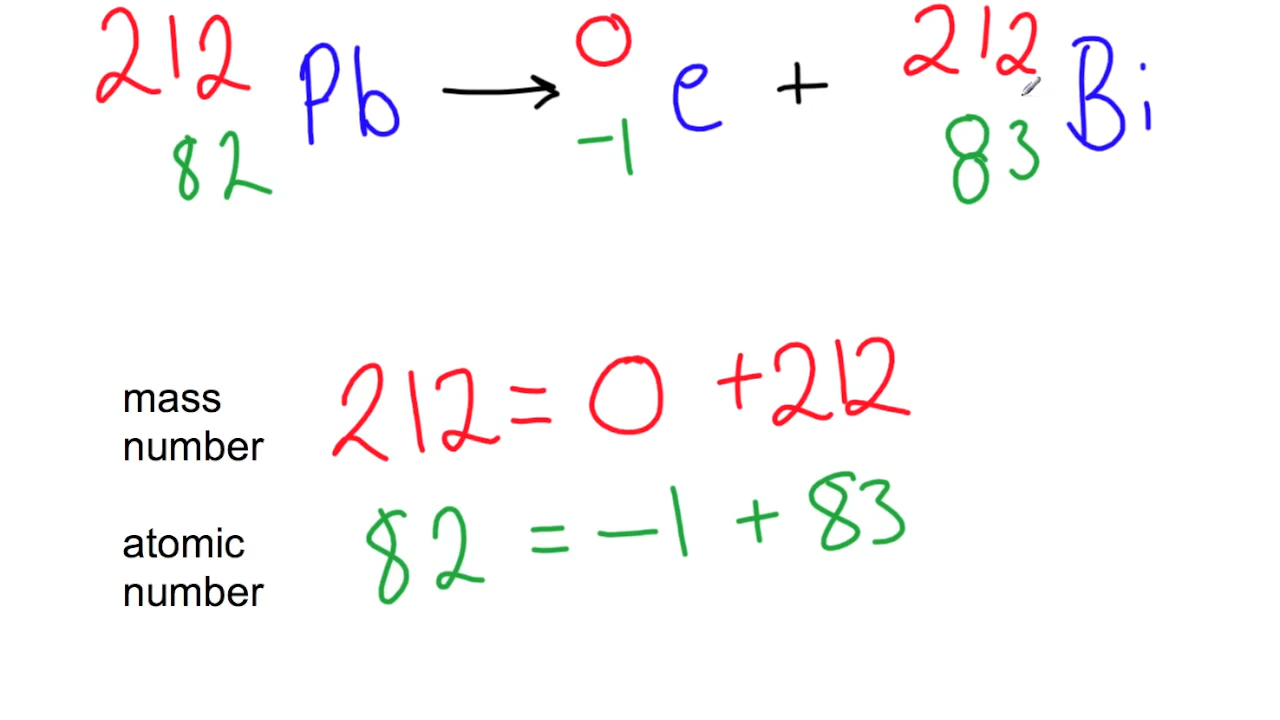 212 Pb → 0 e + 212 Bi
82 -1 83
mass number 212 = 0 + 212
atomic number 82 = -1 + 83